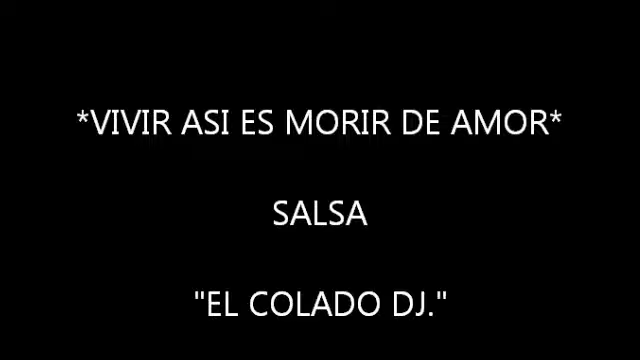 *VIVIR ASI ES MORIR DE AMOR*
SALSA
"EL COLADO DJ."